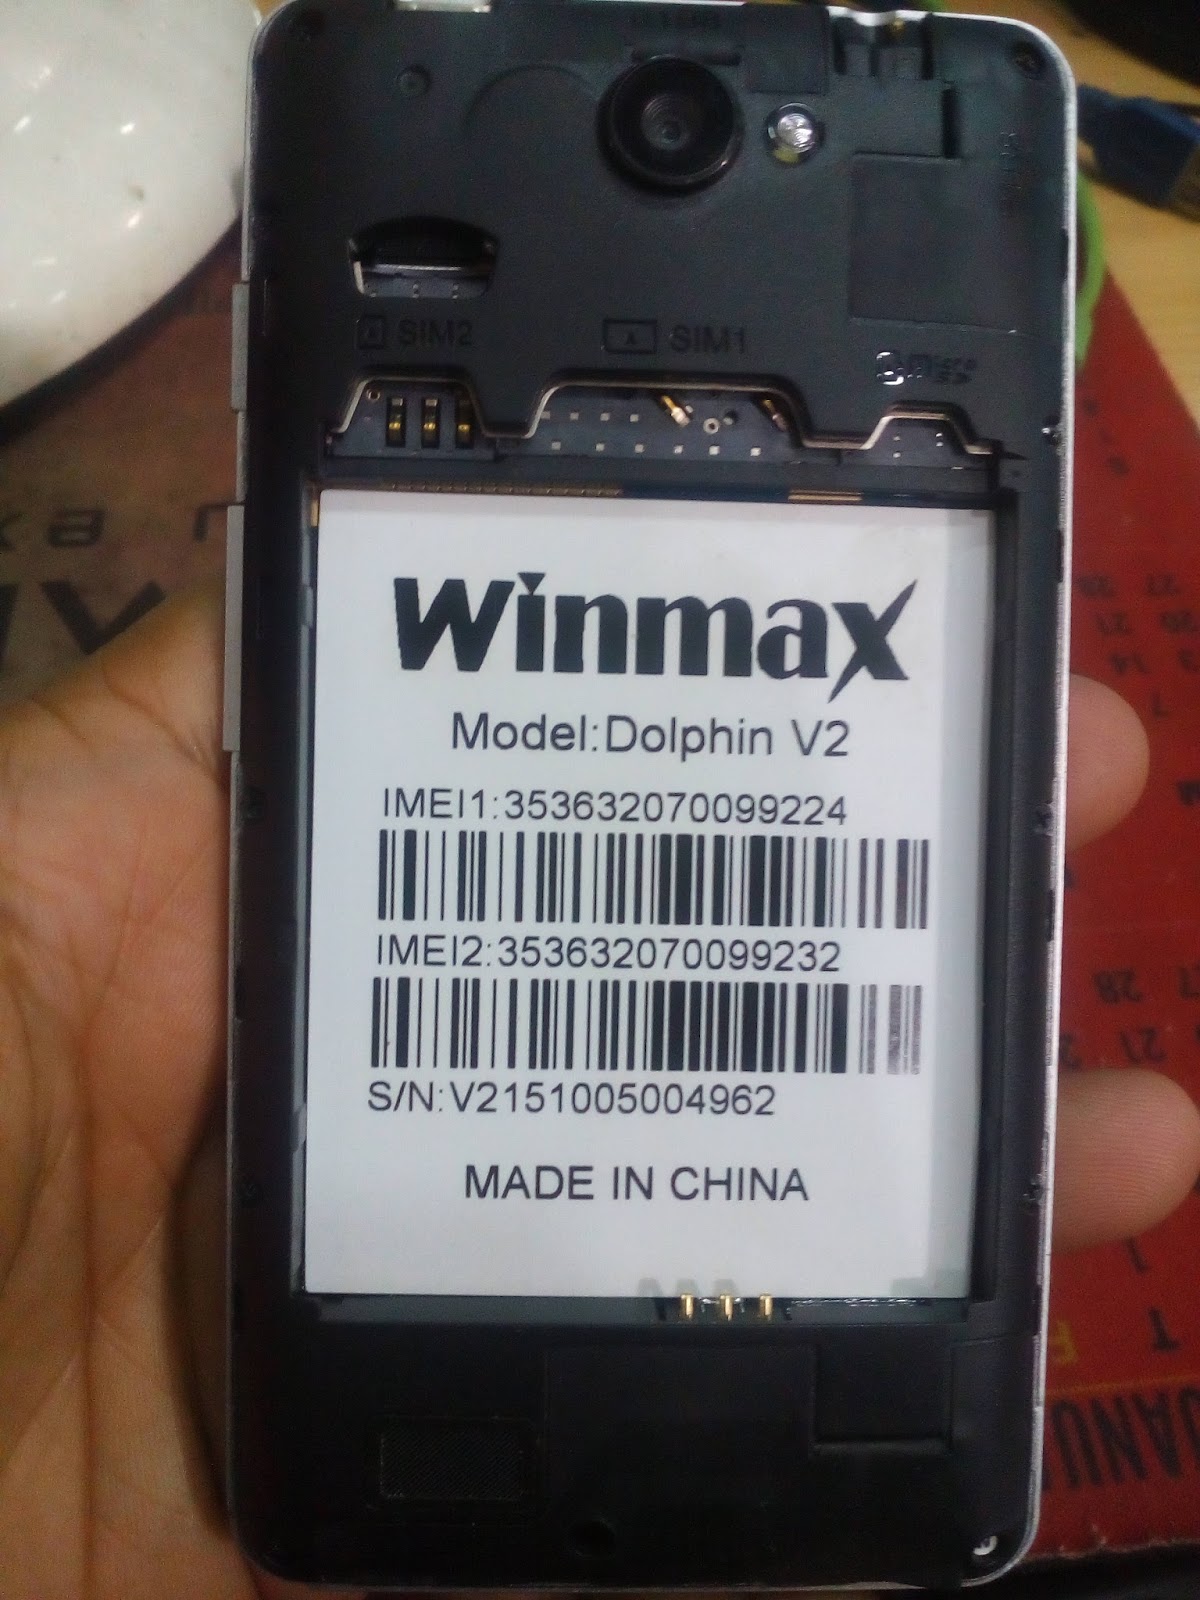 SIM2
SIM1
Winmax
Model:Dolphin V2
IMEI1:353632070099224
IMEI2:353632070099232
S/N:V2151005004962
MADE IN CHINA